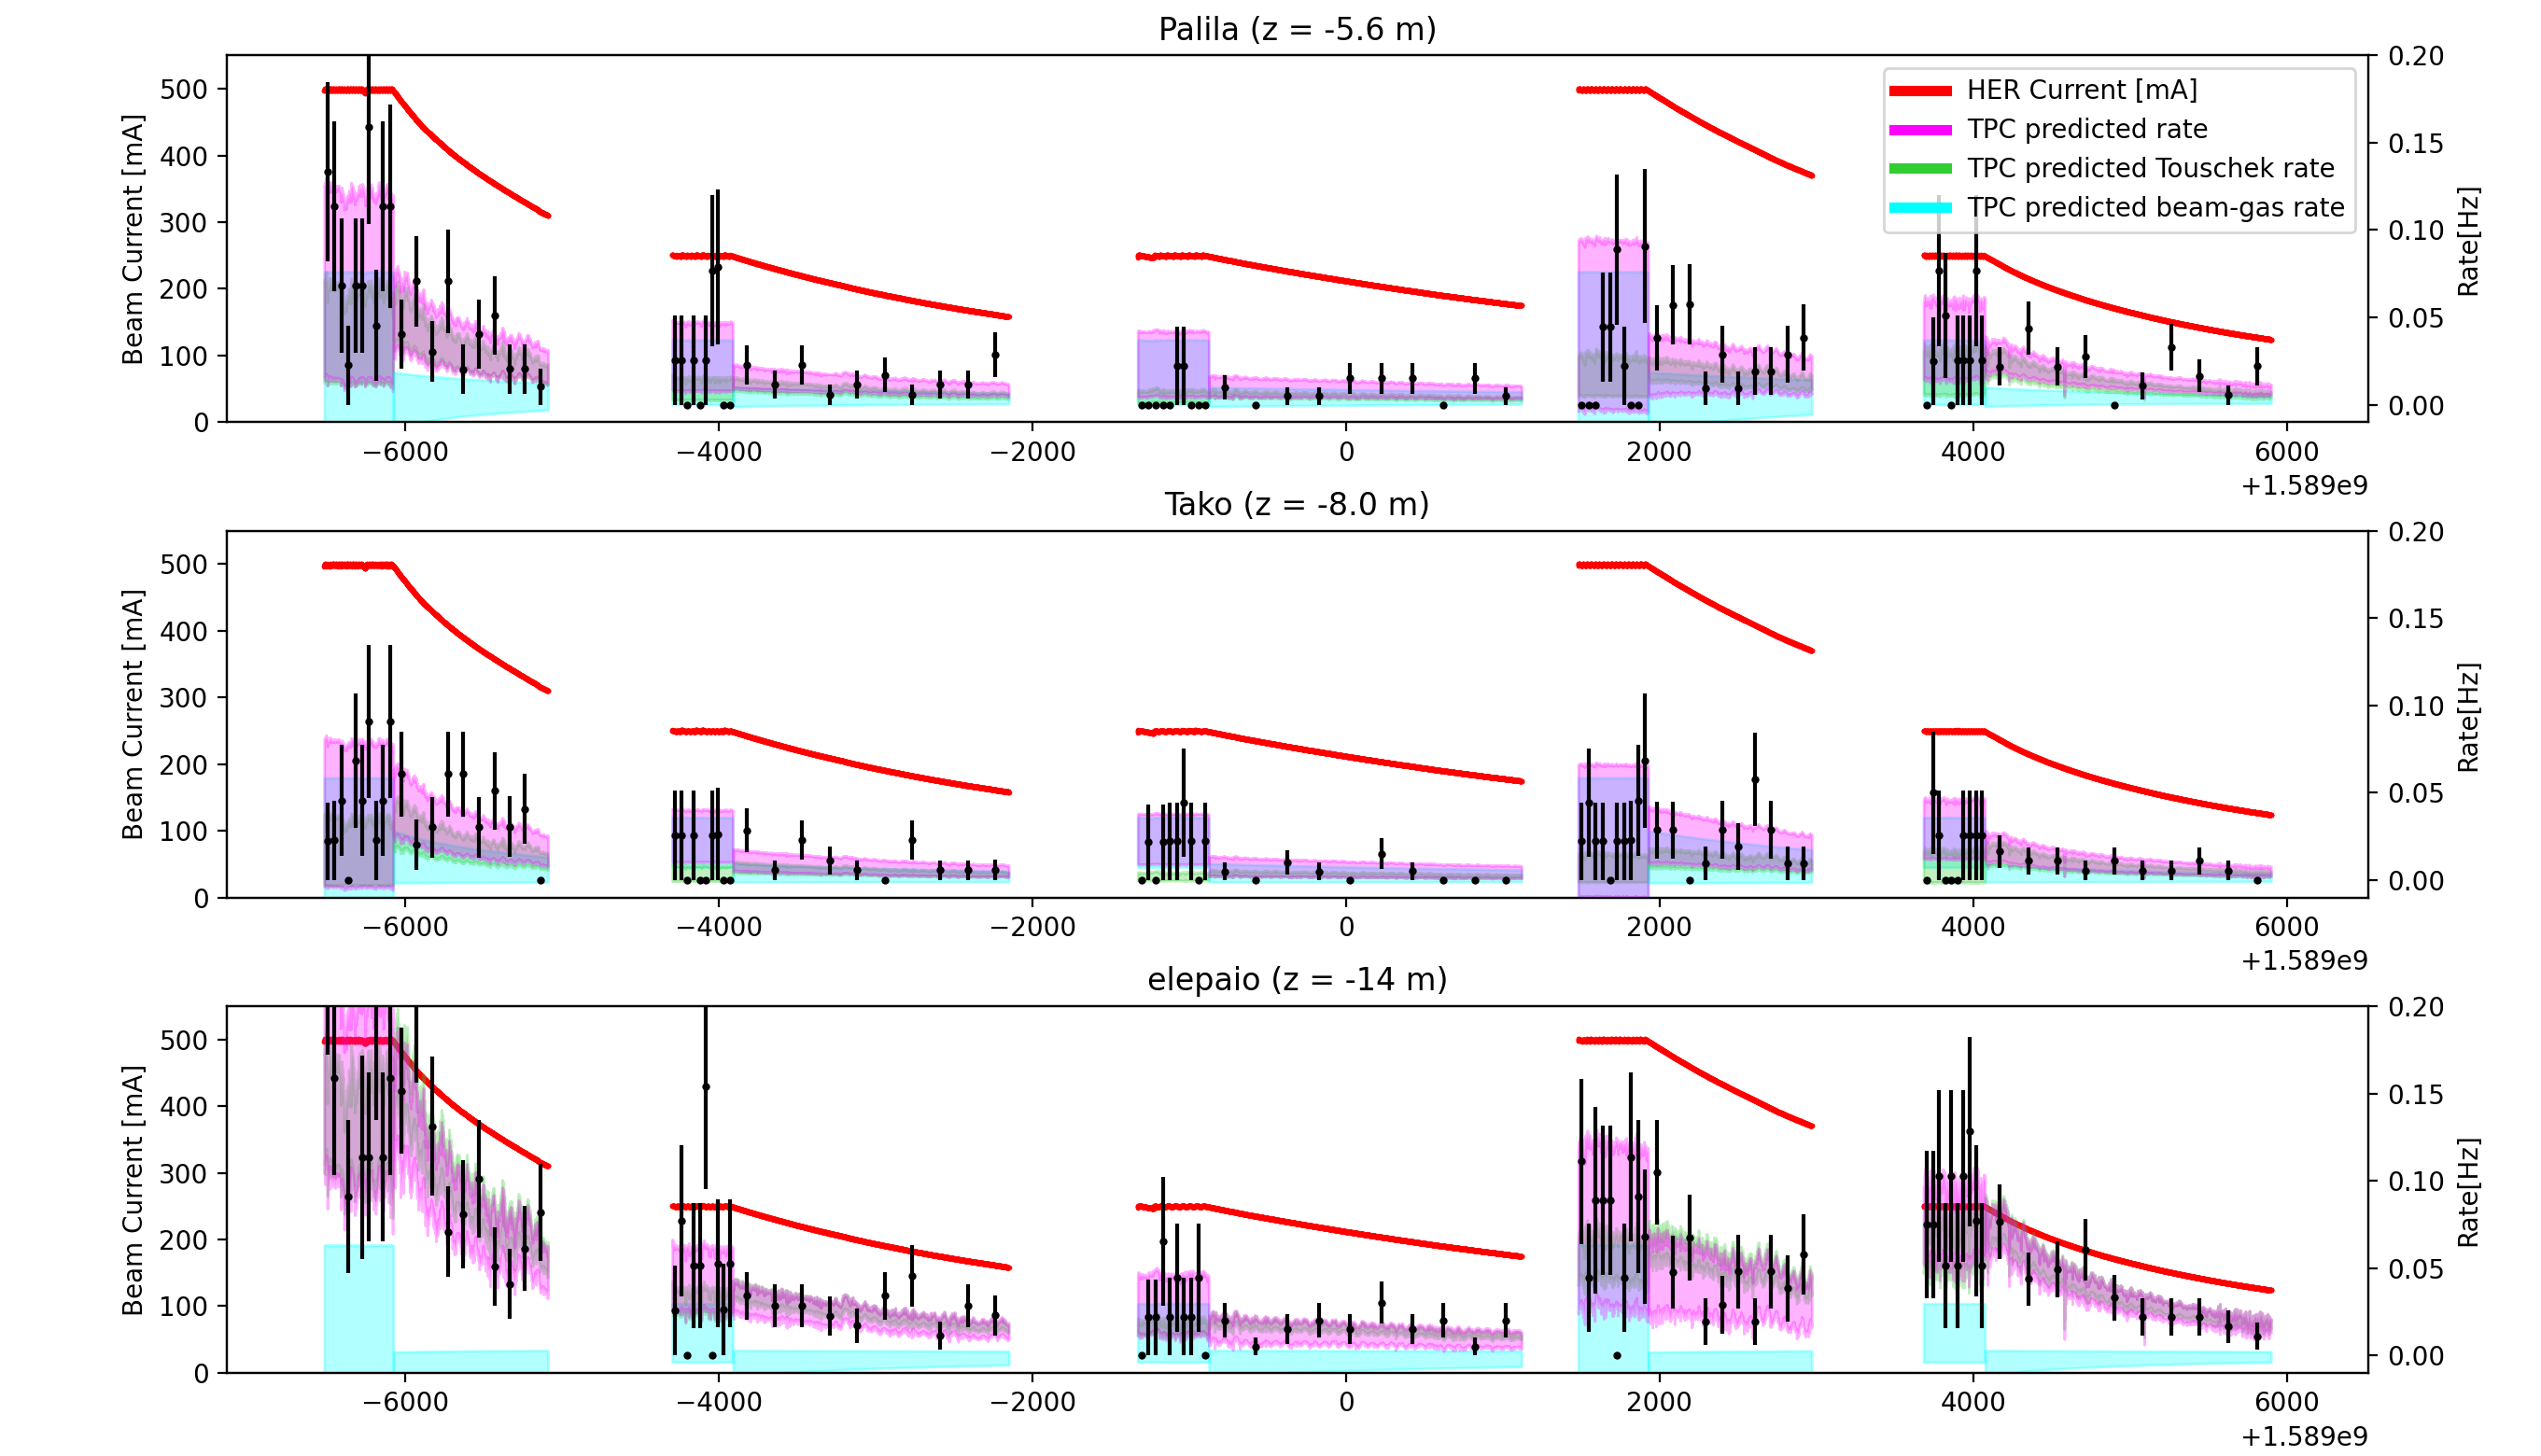 Palila (z = -5.6 m)
Beam Current [mA]
500
400
300
200
100
0
0.20
0.15
0.10
0.05
0.00
Rate[Hz]
HER Current [mA]
TPC predicted rate
TPC predicted Touschek rate
TPC predicted beam-gas rate
−6000 −4000 −2000 0 2000 4000 6000
+1.589e9
Tako (z = -8.0 m)
Beam Current [mA]
500
400
300
200
100
0
0.20
0.15
0.10
0.05
0.00
Rate[Hz]
−6000 −4000 −2000 0 2000 4000 6000
+1.589e9
elepaio (z = -14 m)
Beam Current [mA]
500
400
300
200
100
0
0.20
0.15
0.10
0.05
0.00
Rate[Hz]
−6000 −4000 −2000 0 2000 4000 6000
+1.589e9